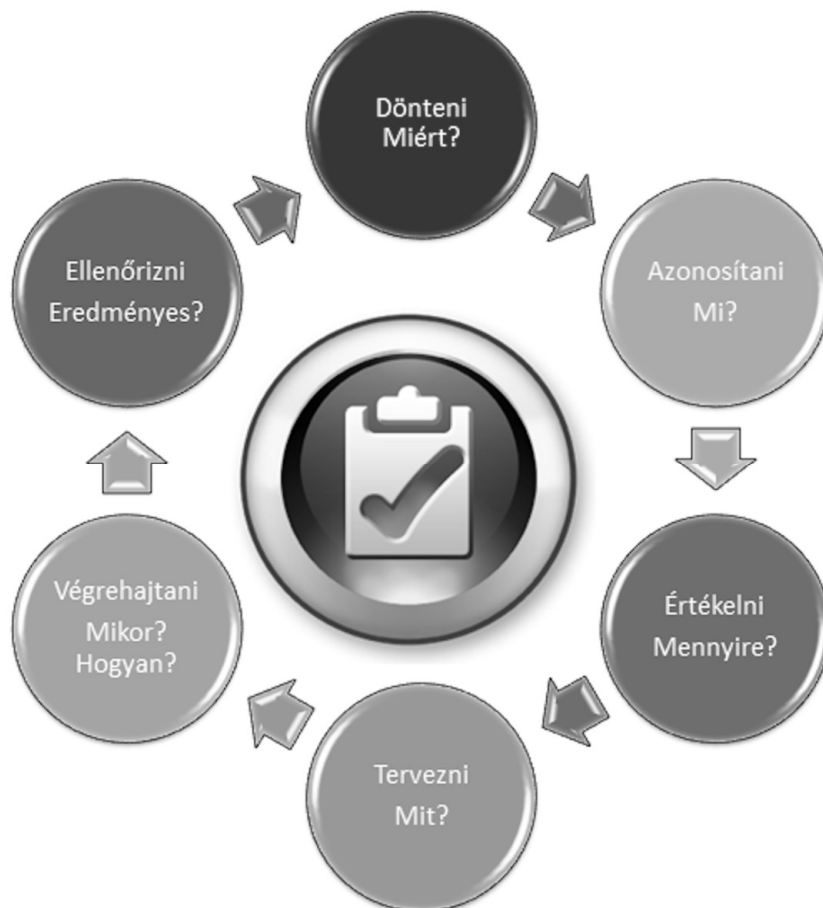 Dönteni
Miért?
Azonosítani
Mi?
Értékelni
Mennyire?
Tervezni
Mit?
Végrehajtani
Mikor?
Hogyan?
Ellenőrizni
Eredményes?